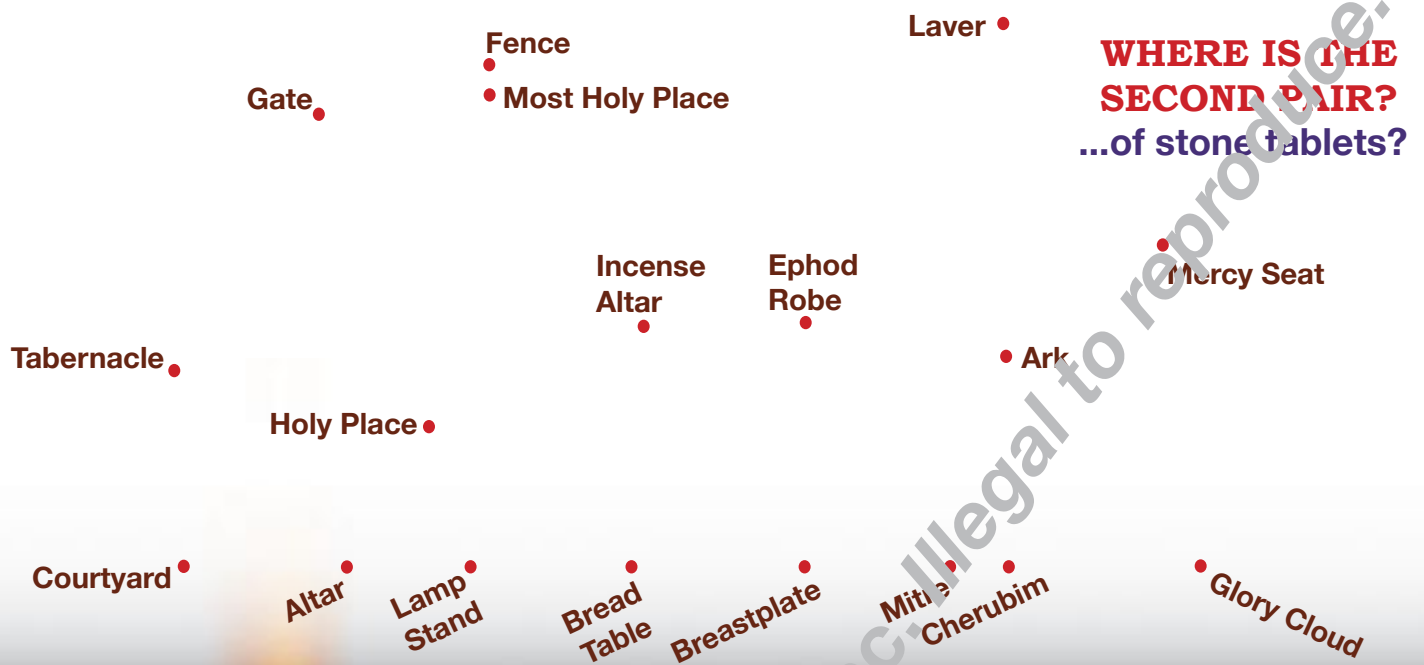 Laver
WHERE IS THE
SECOND PAIR?
...of stone tablets?
Fence
Gate
Most Holy Place
Incense
Altar
Ephod
Robe
Mercy Seat
Tabernacle
Ark
Holy Place
Courtyard
Altar
Lamp
Stand
Bread
Table
Breastplate
Mitre
Cherubim
Glory Cloud
c. Illegal to reproduce.